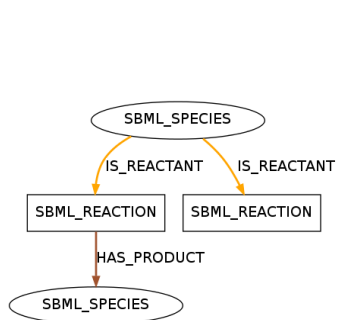 SBML_SPECIES
IS_REACTANT
IS_REACTANT
SBML_REACTION
SBML_REACTION
HAS_PRODUCT
SBML_SPECIES